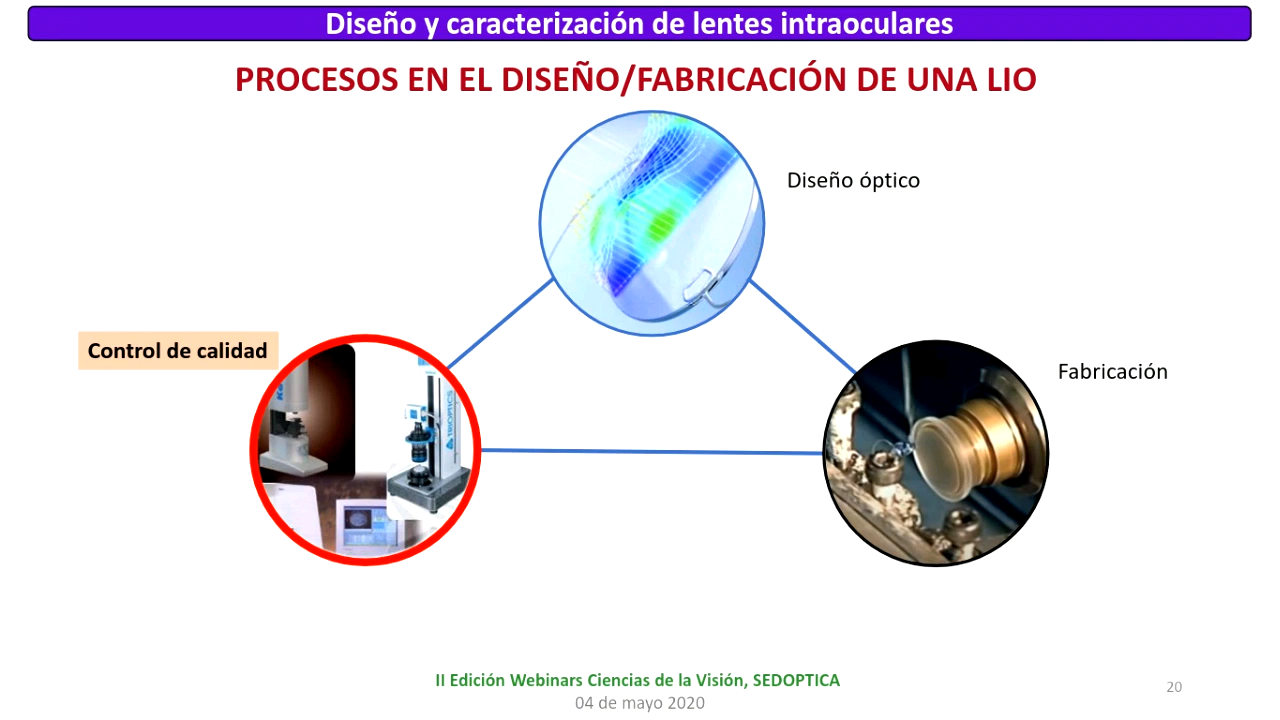 Diseño y caracterización de lentes intraoculares
PROCESOS EN EL DISEÑO/FABRICACIÓN DE UNA LIO
Diseño óptico
Control de calidad
Fabricación
TRIOPTICS
II Edición Webinars Ciencias de la Visión, SEDOPTICA
04 de mayo 2020
20